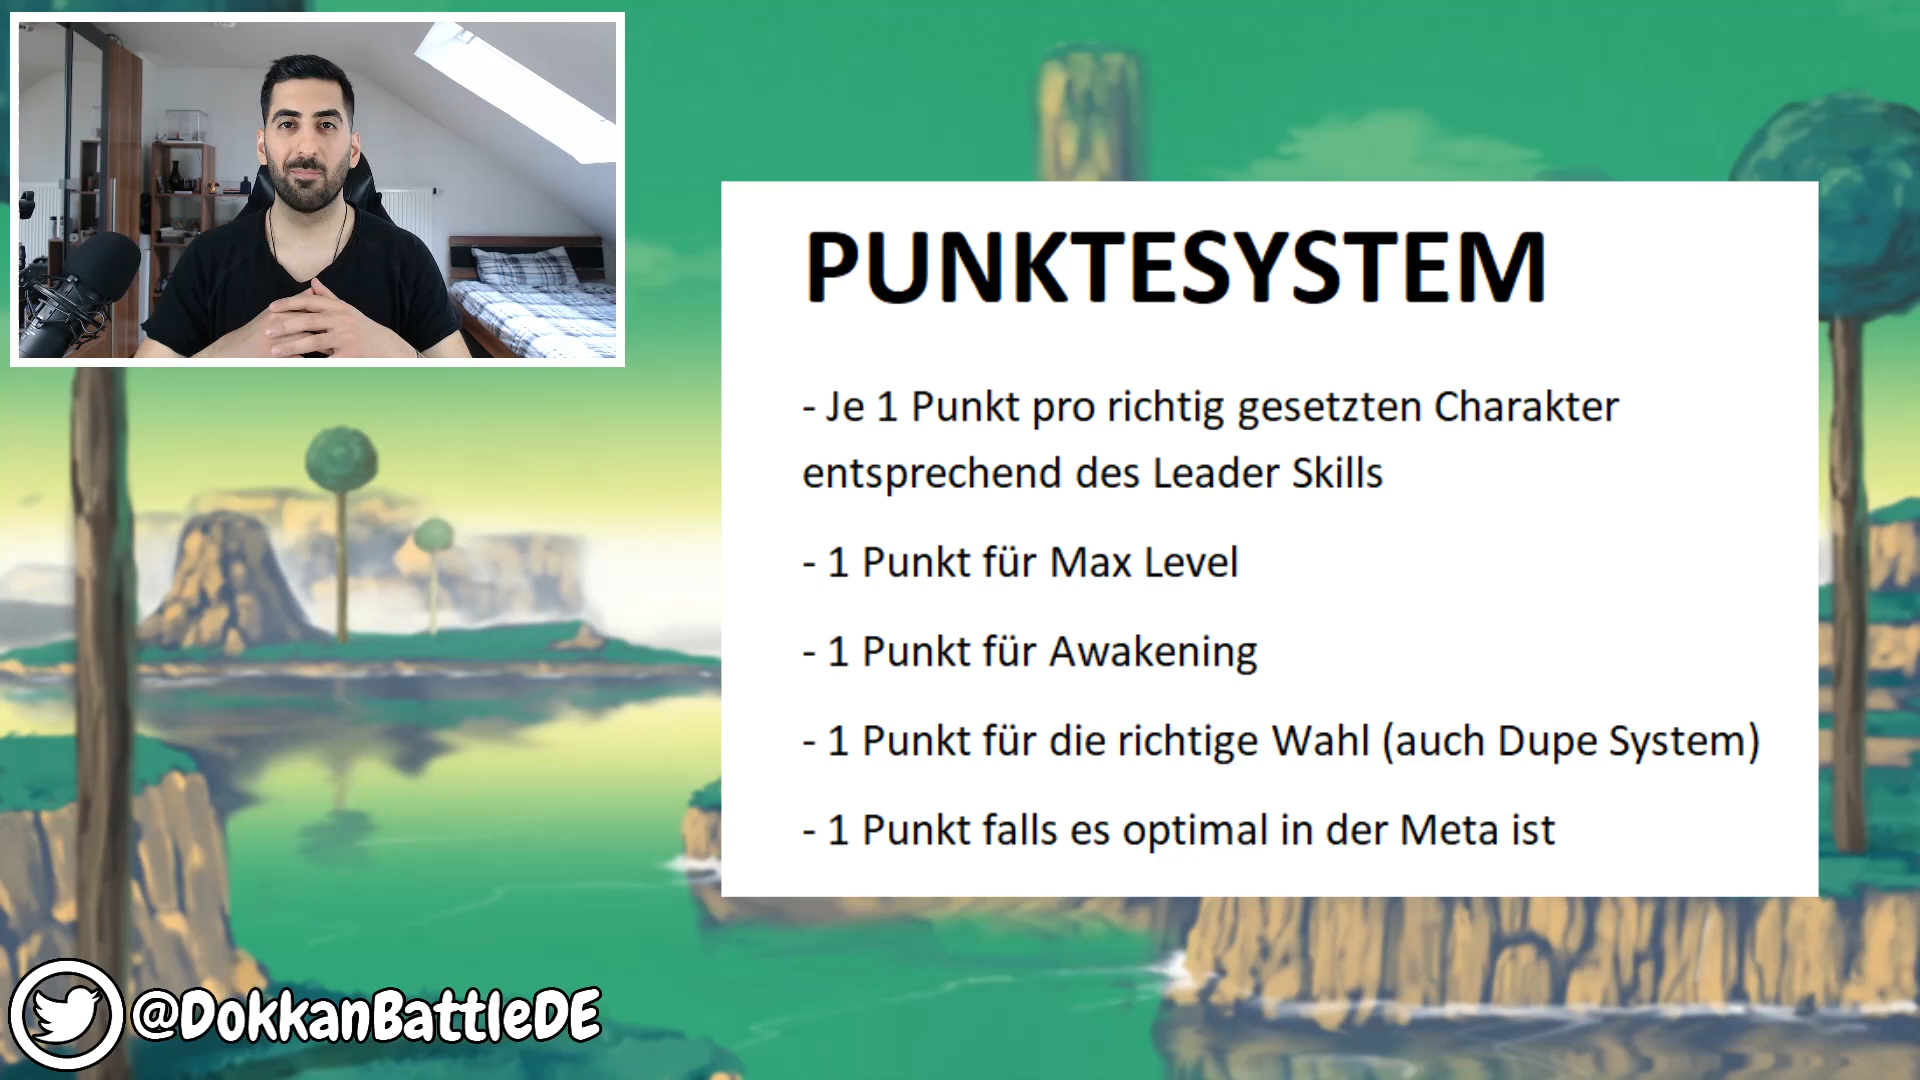 PUNKTESYSTEM
- Je 1 Punkt pro richtig gesetzten Charakter
entsprechend des Leader Skills
- 1 Punkt für Max Level
- 1 Punkt für Awakening
- 1 Punkt für die richtige Wahl (auch Dupe System)
- 1 Punkt falls es optimal in der Meta ist
@DokkanBattleDE